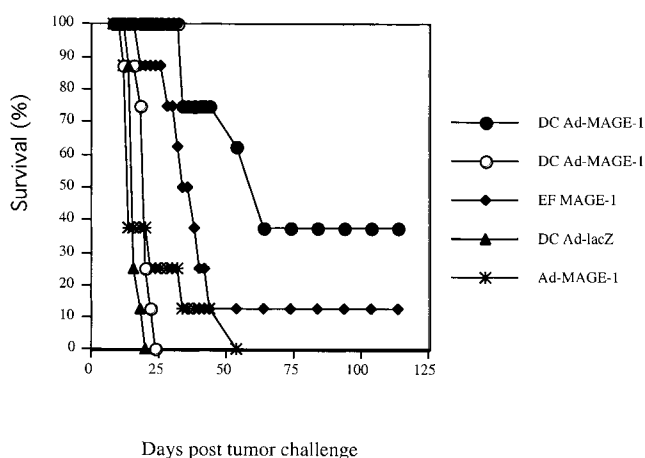 100
90
80
70
60
50
40
30
20
10
0
Survival (%)
0
25
50
75
100
125
Days post tumor challenge
DC Ad-MAGE-1
DC Ad-MAGE-1
EF MAGE-1
DC Ad-lacZ
Ad-MAGE-1